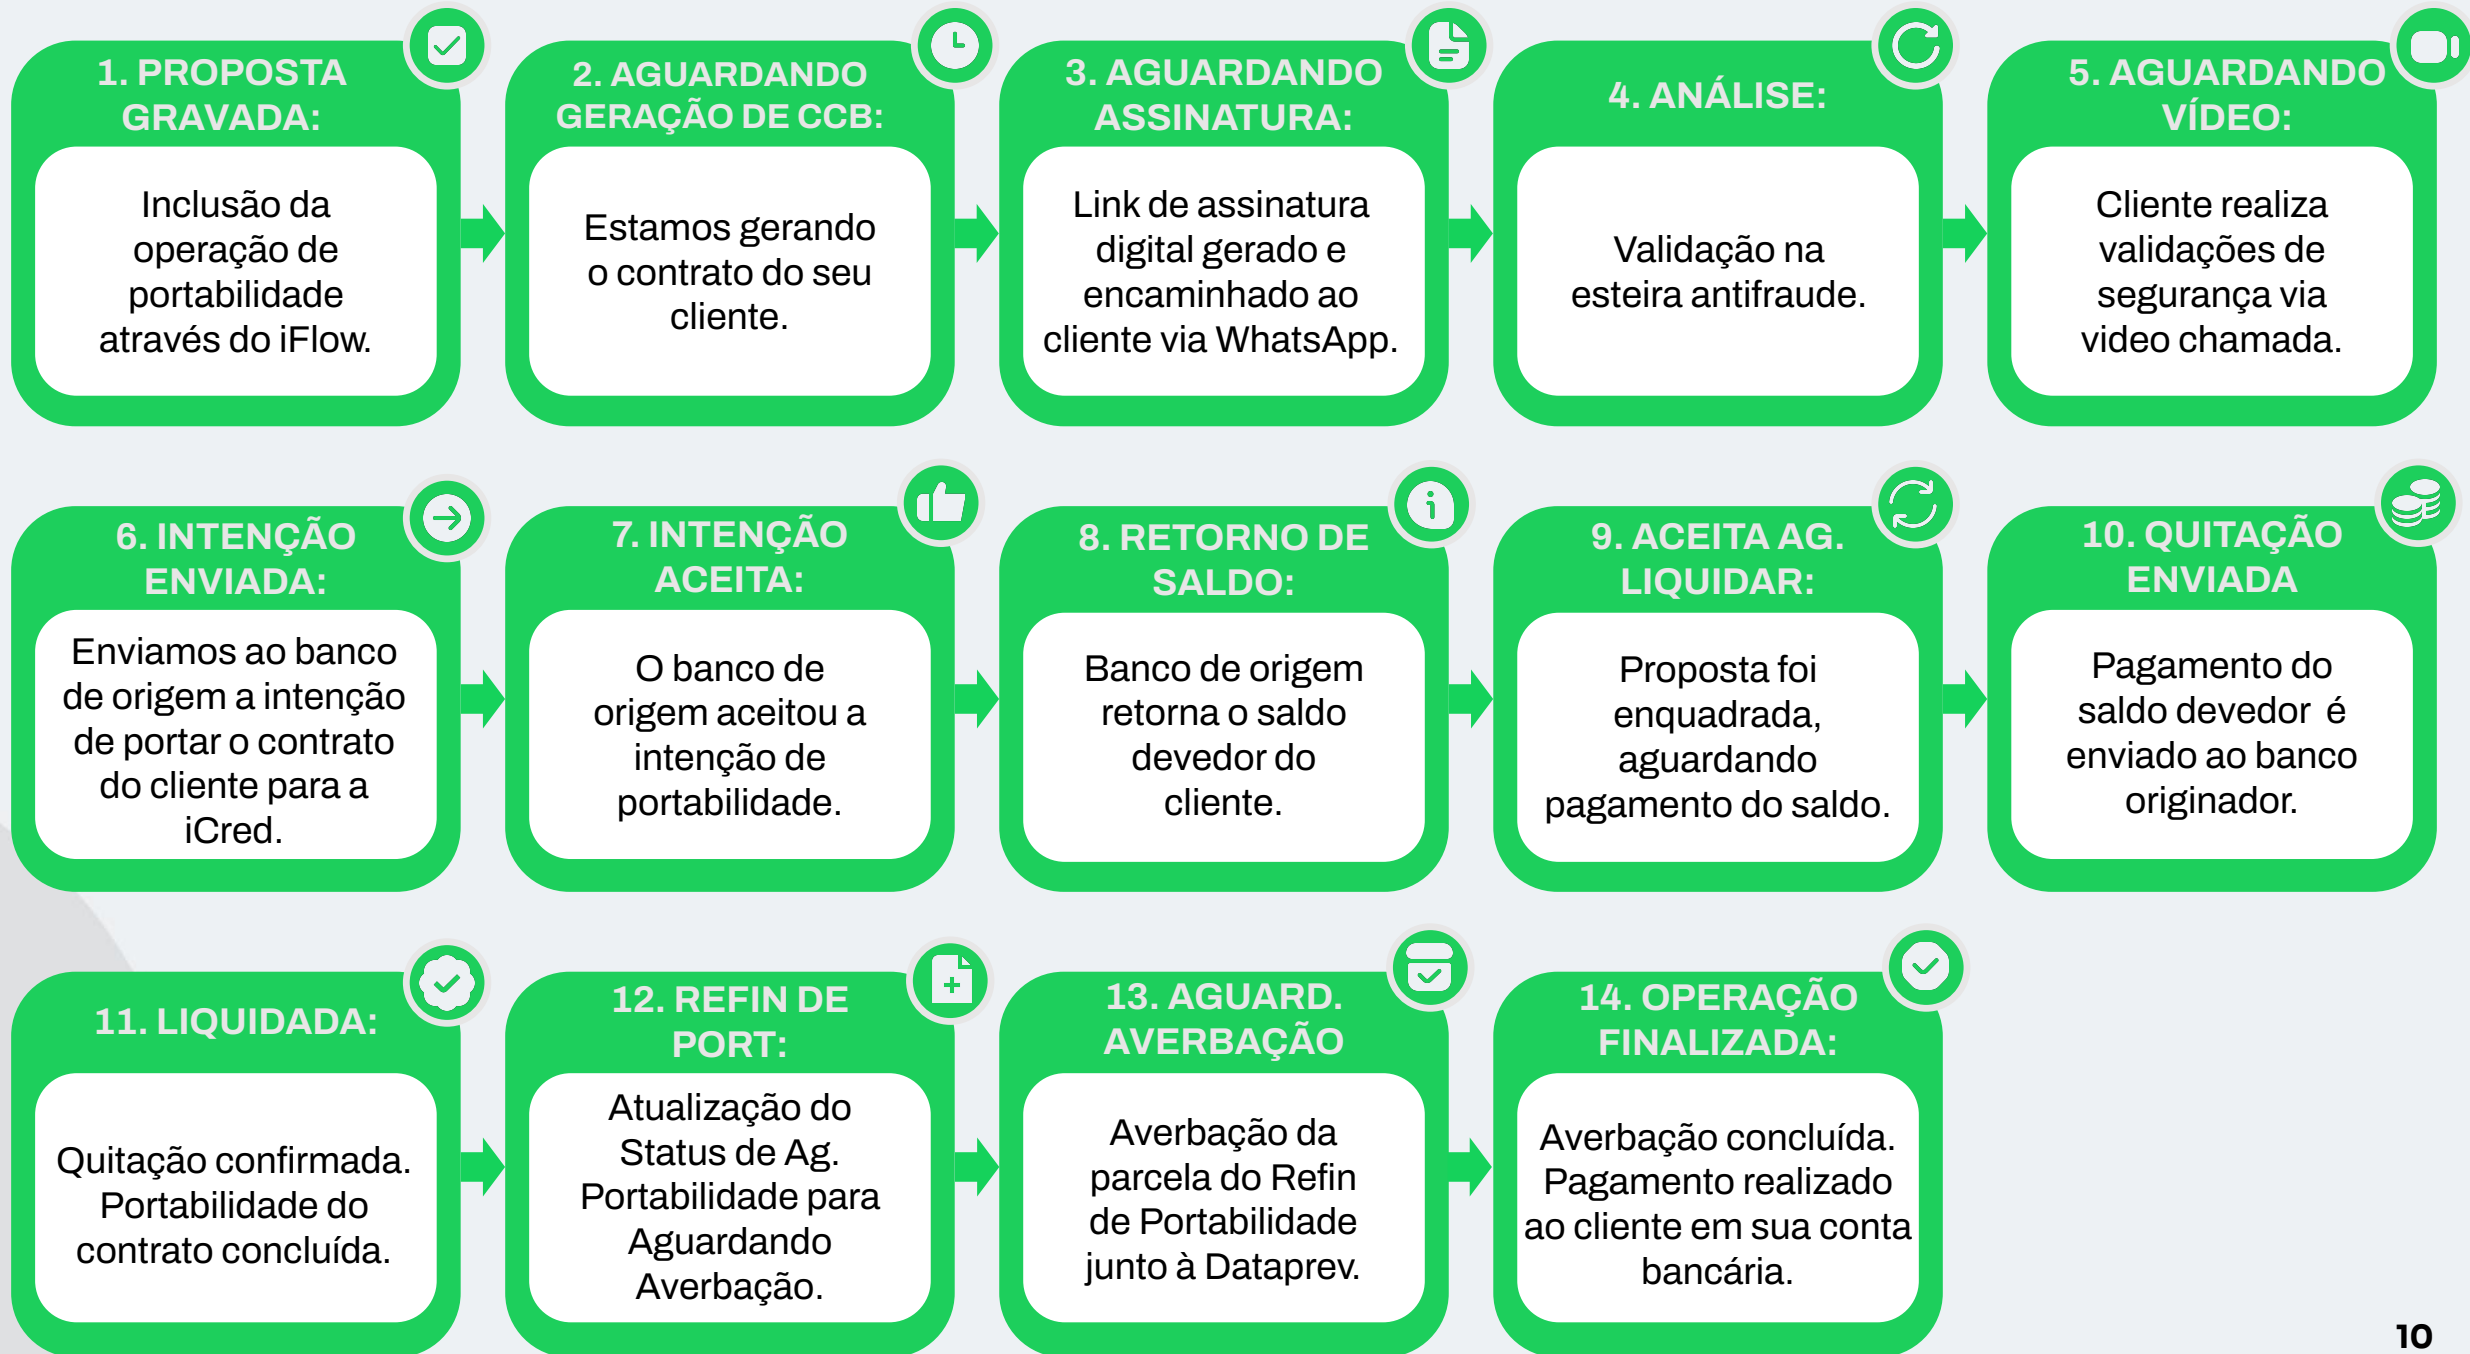 1. PROPOSTA
GRAVADA:
Inclusão da
operação de
portabilidade
através do iFlow.
2. AGUARDANDO
GERAÇÃO DE CCB:
Estamos gerando
o contrato do seu
cliente.
3. AGUARDANDO
ASSINATURA:
Link de assinatura
digital gerado e
encaminhado ao
cliente via WhatsApp.
4. ANÁLISE:
Validação na
esteira antifraude.
5. AGUARDANDO
VÍDEO:
Cliente realiza
validações de
segurança via
video chamada.
6. INTENÇÃO
ENVIADA:
Enviamos ao banco
de origem a intenção
de portar o contrato
do cliente para a
iCred.
7. INTENÇÃO
ACEITA:
O banco de
origem aceitou a
intenção de
portabilidade.
8. RETORNO DE
SALDO:
Banco de origem
retorna o saldo
devedor do
cliente.
9. ACEITA AG.
LIQUIDAR:
Proposta foi
enquadrada,
aguardando
pagamento do saldo.
10. QUITAÇÃO
ENVIADA
Pagamento do
saldo devedor é
enviado ao banco
originador.
11. LIQUIDADA:
Quitação confirmada.
Portabilidade do
contrato concluída.
12. REFIN DE
PORT:
Atualização do
Status de Ag.
Portabilidade para
Aguardando
Averbação.
13. AGUARD.
AVERBAÇÃO
Averbação da
parcela do Refin
de Portabilidade
junto à Dataprev.
14. OPERAÇÃO
FINALIZADA:
Averbação concluída.
Pagamento realizado
ao cliente em sua conta
bancária.
10